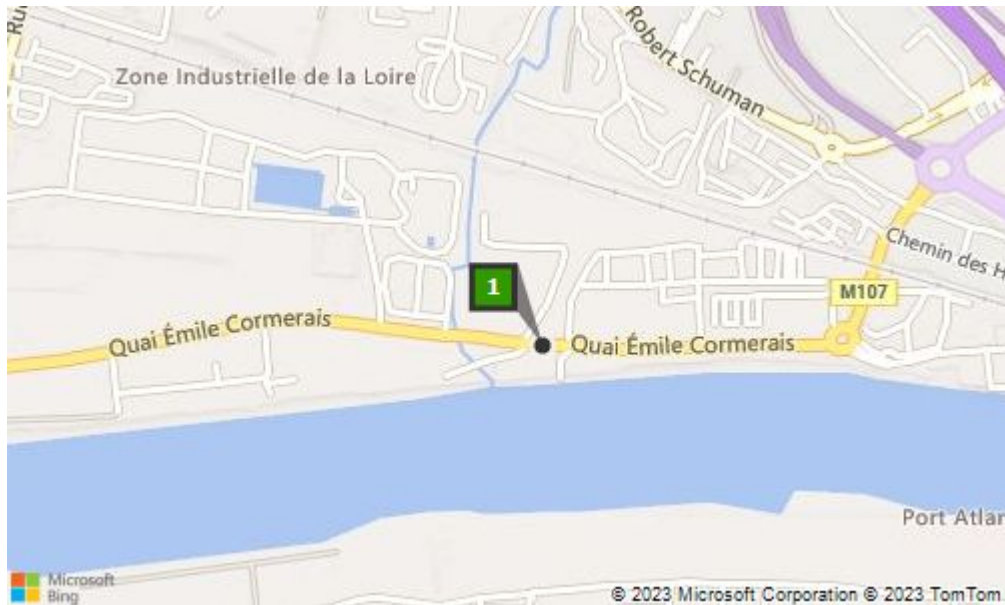 Ru
Robert Schuman
Zone Industrielle de la Loire
Chemin des H
1
M107
Quai Émile Cormerais
Quai Émile Cormerais
Port Atlan
Microsoft
Bing
© 2023 Microsoft Corporation © 2023 TomTom